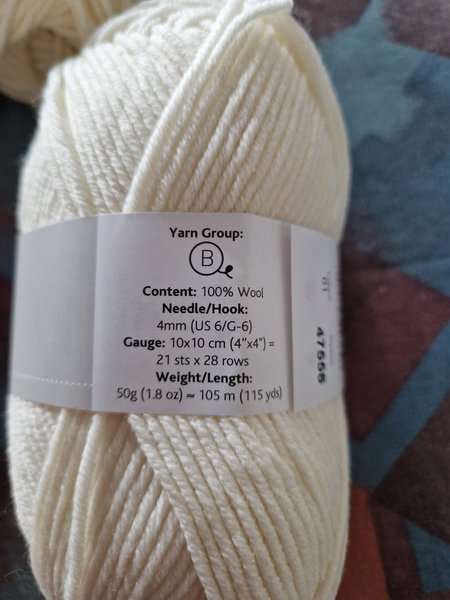 Yarn Group:
B
Content: 100% Wool
Needle/Hook:
4mm (US 6/G-6)
Gauge: 10x10 cm (4"x4") =
21 sts x 28 rows
Weight/Length:
50g (1.8 oz) ≈ 105 m (115 yds)
01
47558